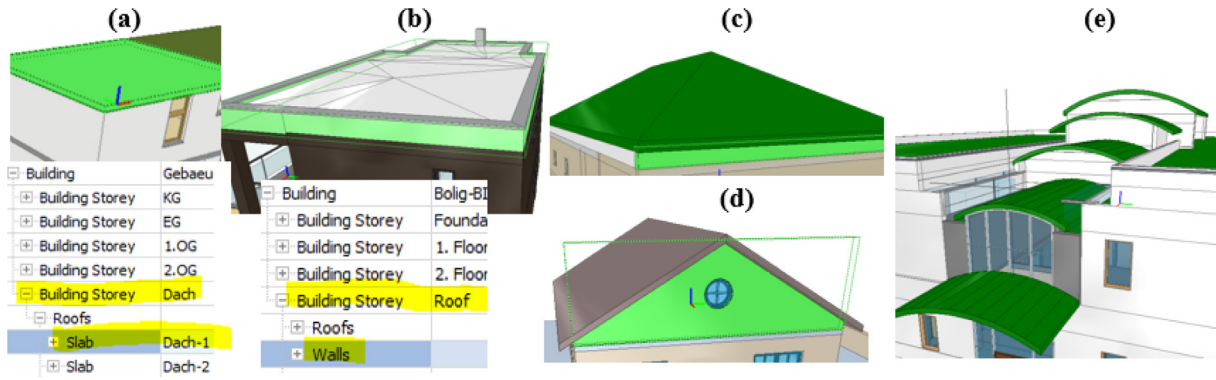 (a)
(b)
(c)
(e)
(d)
Building Gebaeu
Building Storey KG
Building Storey EG
Building Storey 1.OG
Building Storey 2.OG
Building Storey Dach
Roofs
Slab Dach-1
Slab Dach-2
Building Bolig-BI
Building Storey Founda
Building Storey 1. Floor
Building Storey 2. Floor
Building Storey Roof
Roofs
Walls